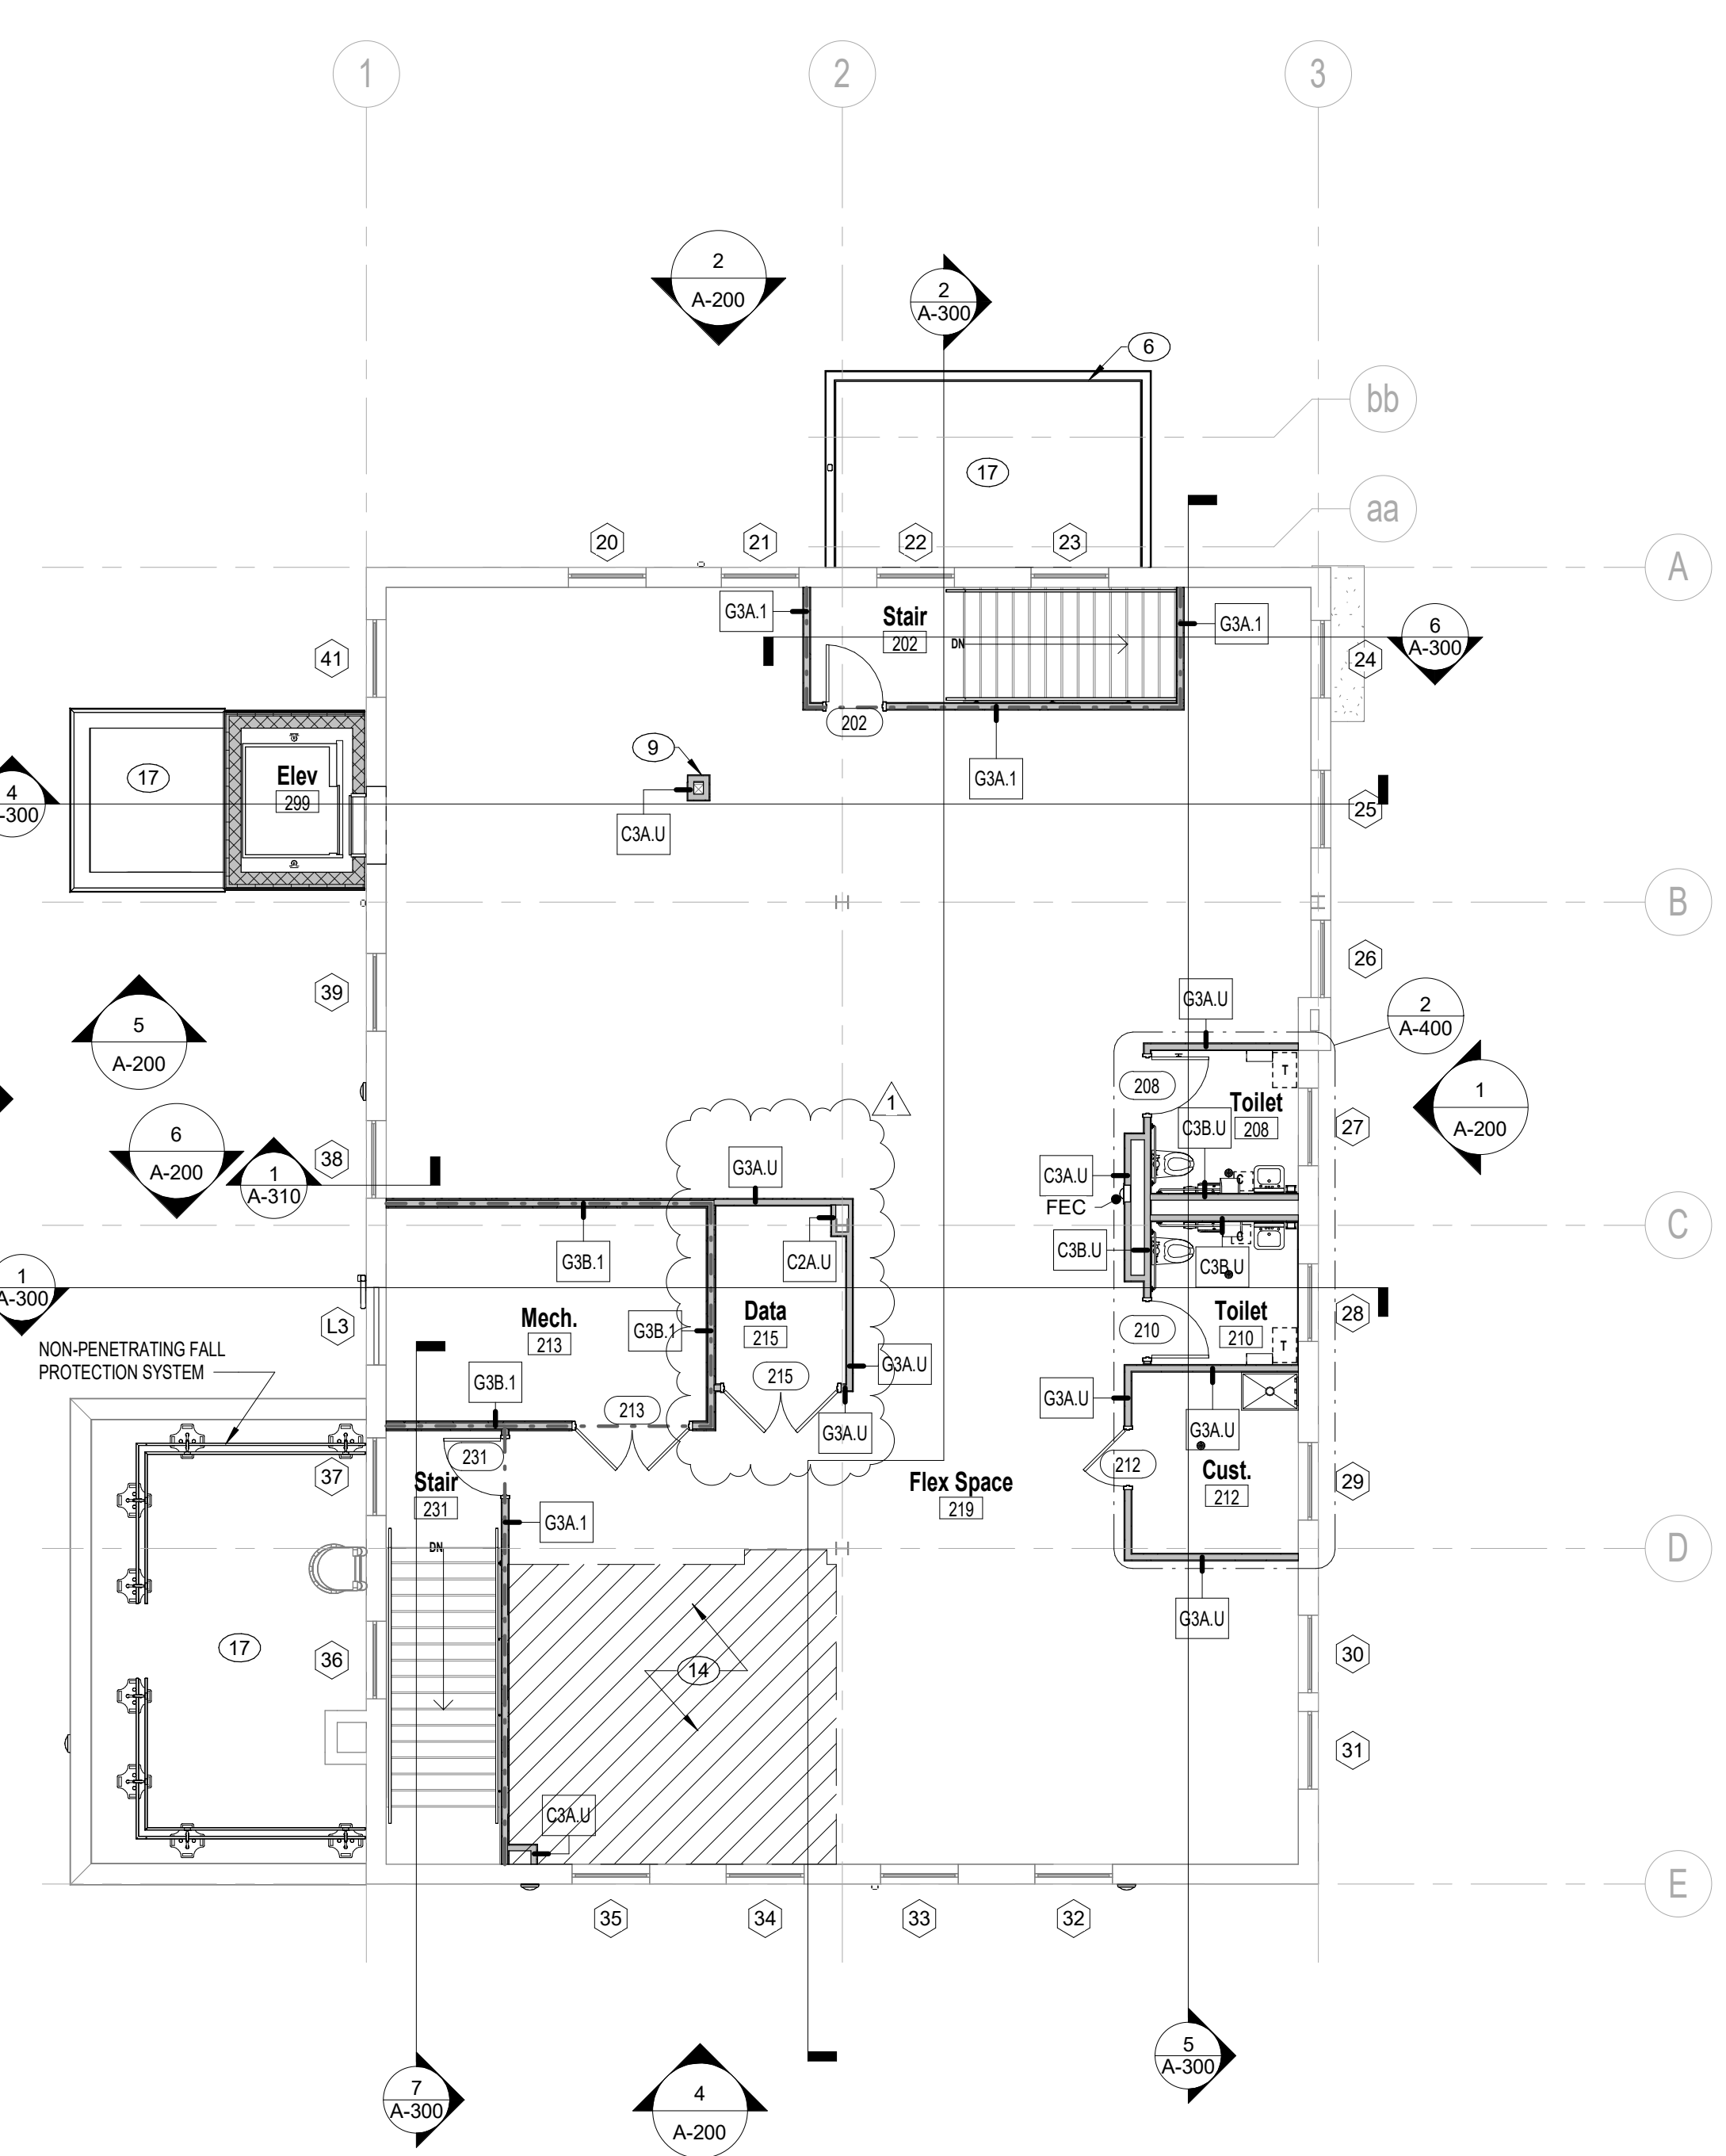 1
2
3
2
A-200
2
A-300
6
bb
17
aa
20
21
22
23
A
G3A.1
Stair
202
DN
G3A.1
6
A-300
41
24
202
9
17
Elev
299
G3A.1
4
-300
C3A.U
25
B
39
26
G3A.U
2
A-400
5
A-200
1
208
T
1
A-200
Toilet
208
27
6
A-200
38
1
A-310
G3A.U
C3B.U
C3A.U
FEC
C
C
G3B.1
C2A.U
C3B.U
C
C3B.U
1
A-300
L3
Mech.
213
G3B.1
Data
215
210
Toilet
210
T
28
NON-PENETRATING FALL
PROTECTION SYSTEM
G3B.1
215
G3A.U
G3A.U
213
G3A.U
G3A.U
231
212
37
Stair
231
Flex Space
219
Cust.
212
29
G3A.1
DN
D
G3A.U
17
36
14
30
31
C3A.U
E
35
34
33
32
5
A-300
7
A-300
4
A-200